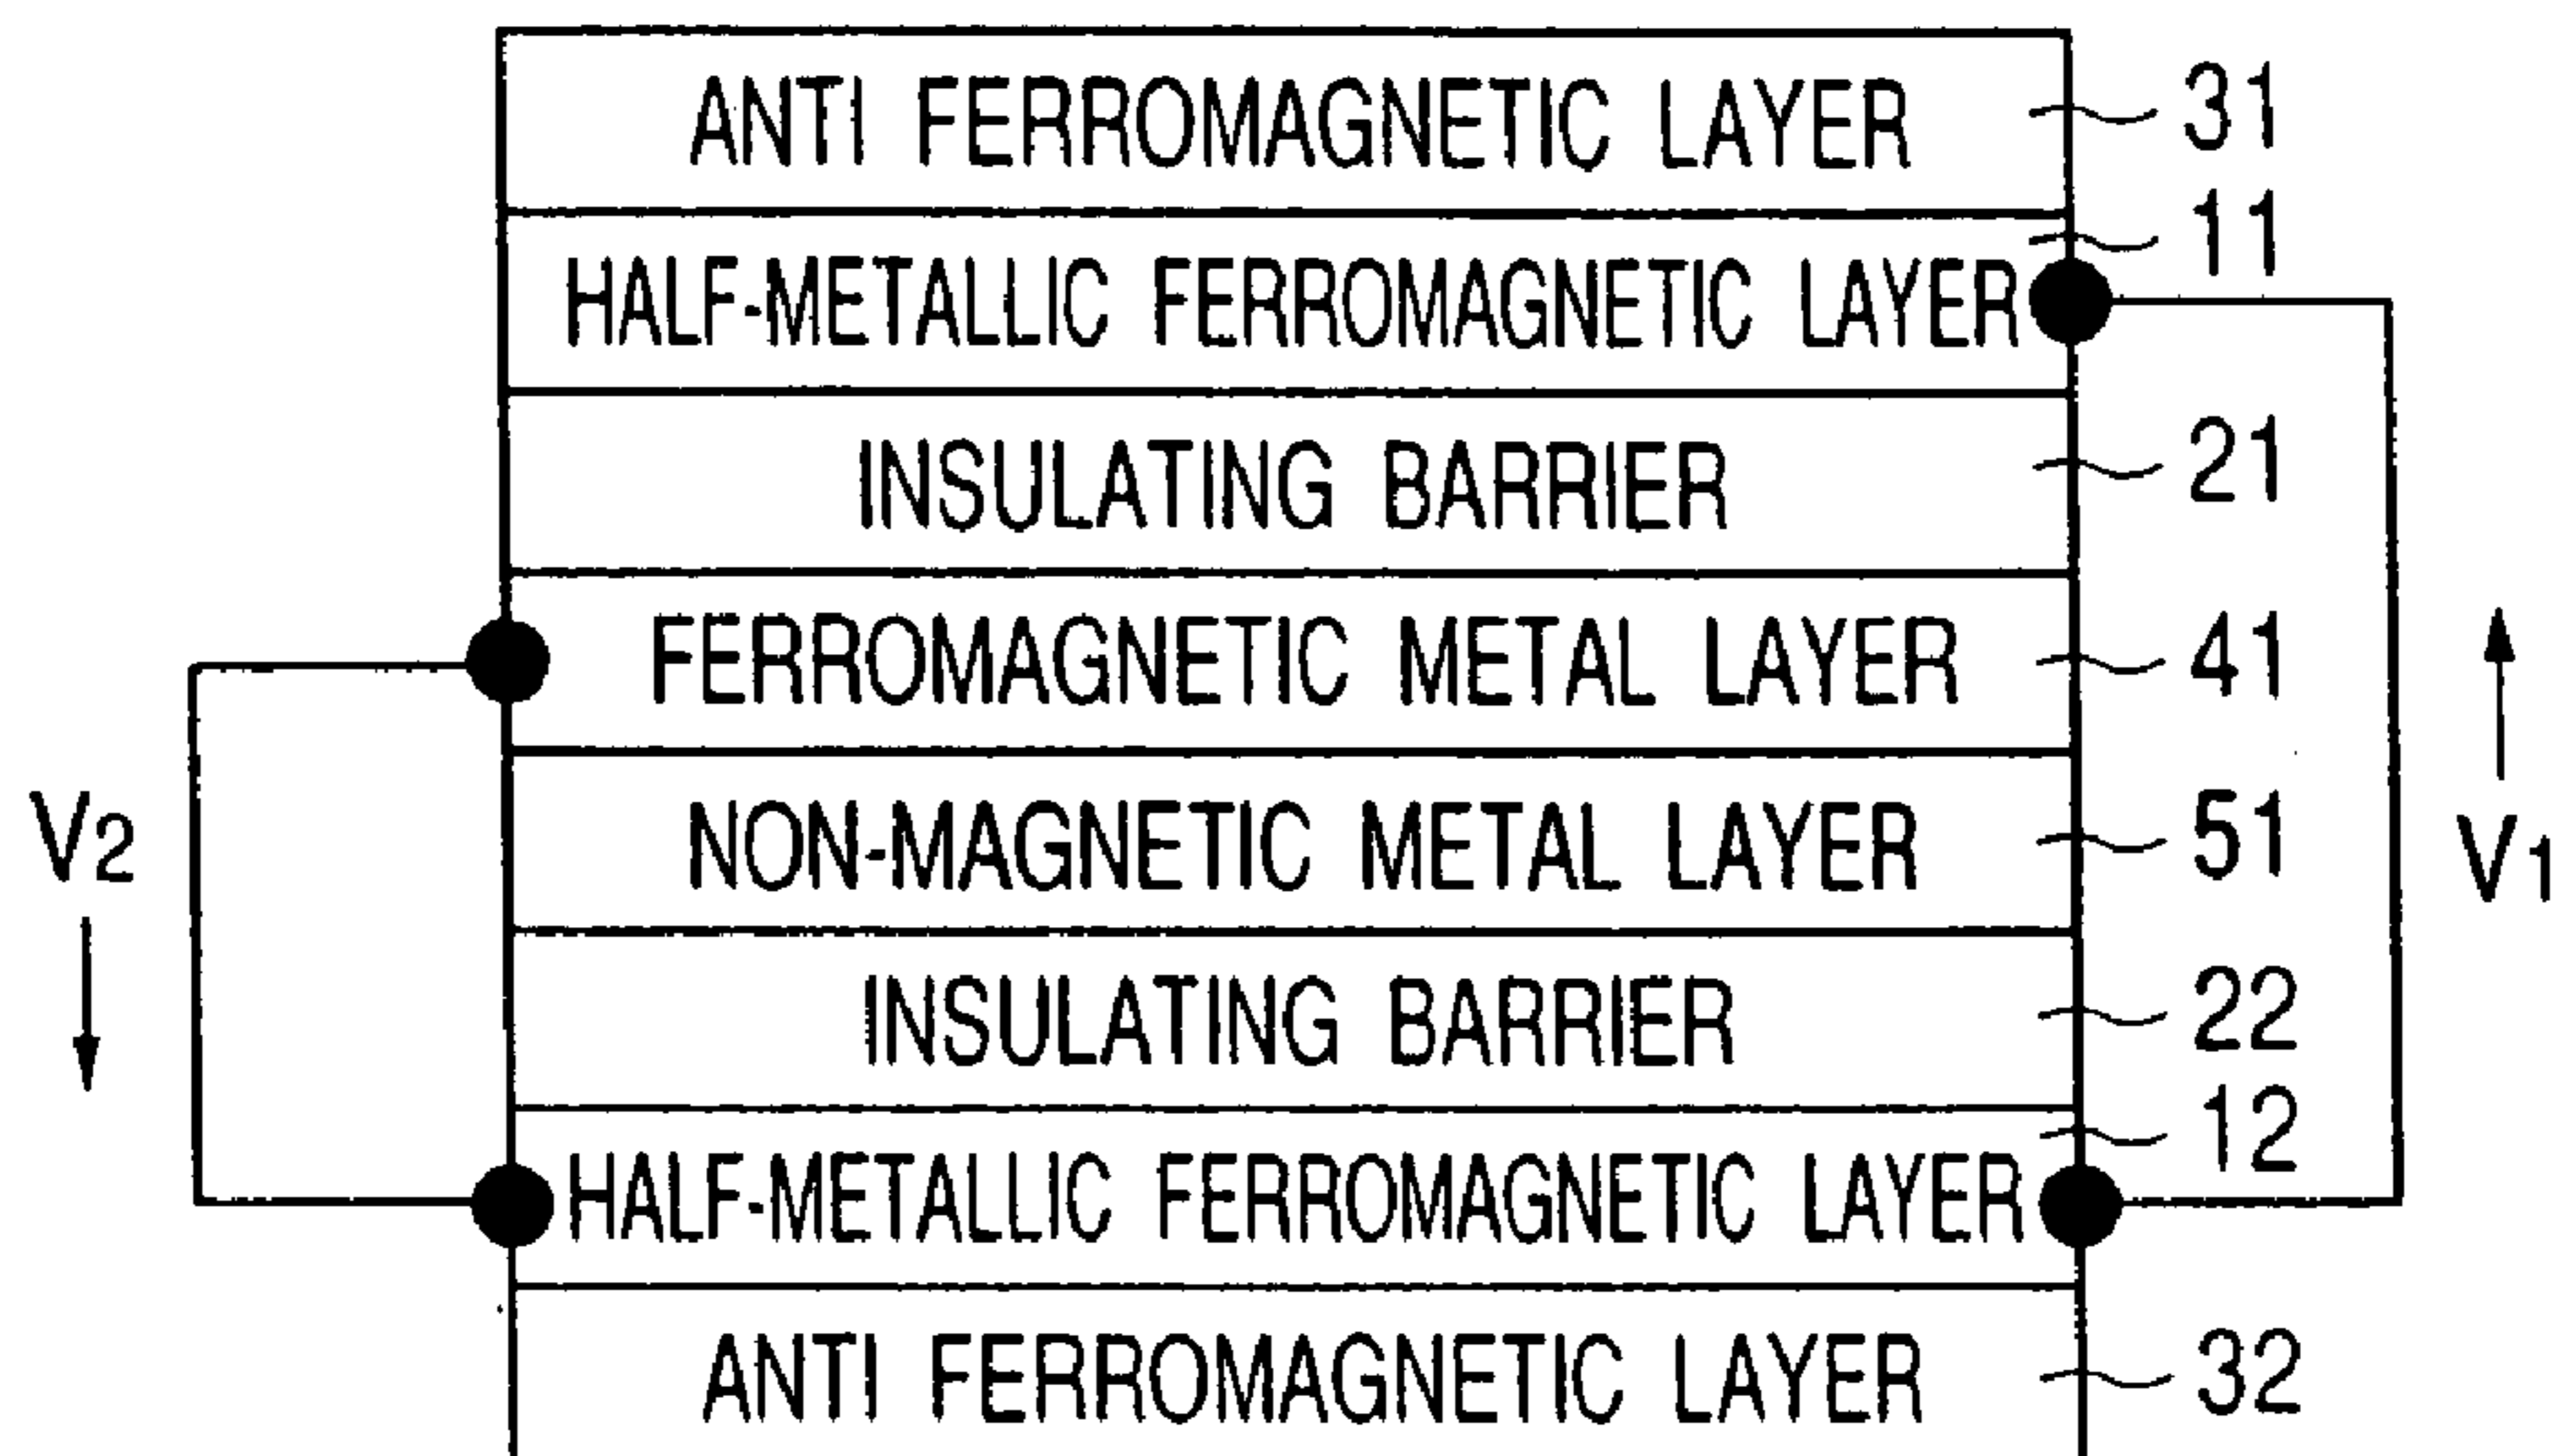 ANTI FERROMAGNETIC LAYER 31
11
HALF-METALLIC FERROMAGNETIC LAYER
INSULATING BARRIER 21
FERROMAGNETIC METAL LAYER 41
NON-MAGNETIC METAL LAYER 51
V2
V1
INSULATING BARRIER 22
12
HALF-METALLIC FERROMAGNETIC LAYER
ANTI FERROMAGNETIC LAYER 32